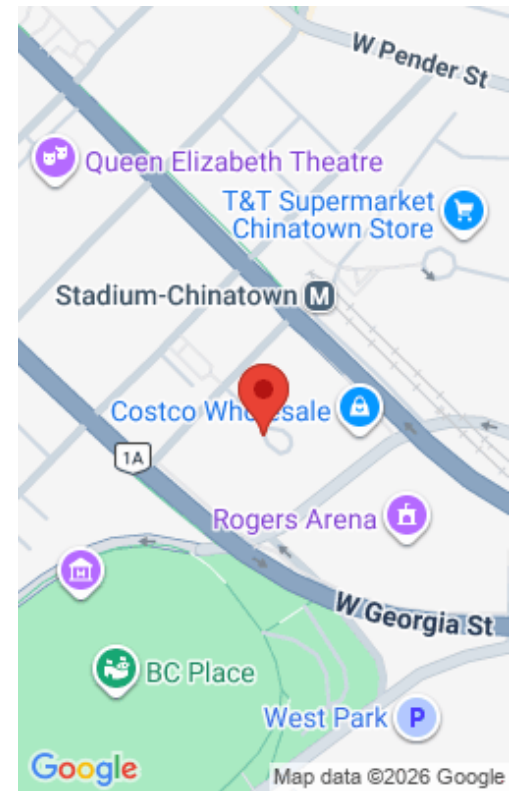 W Pender St
Queen Elizabeth Theatre
T&T Supermarket
Chinatown Store
Stadium-Chinatown M
Costco Wholesale
1A
Rogers Arena
W Georgia St
BC Place
West Park P
Google
Map data ©2026 Google